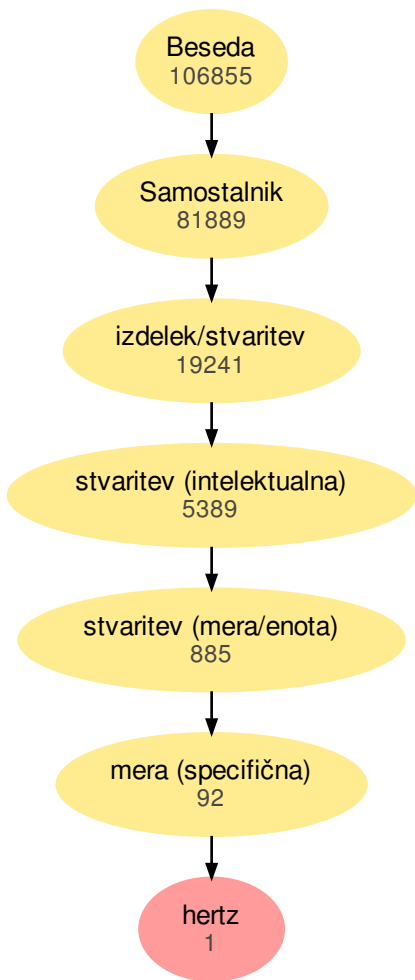 Beseda
106855
Samostalnik
81889
izdelek/stvaritev
19241
stvaritev (intelektualna)
5389
stvaritev (mera/enota)
885
mera (specifična)
92
hertz
1